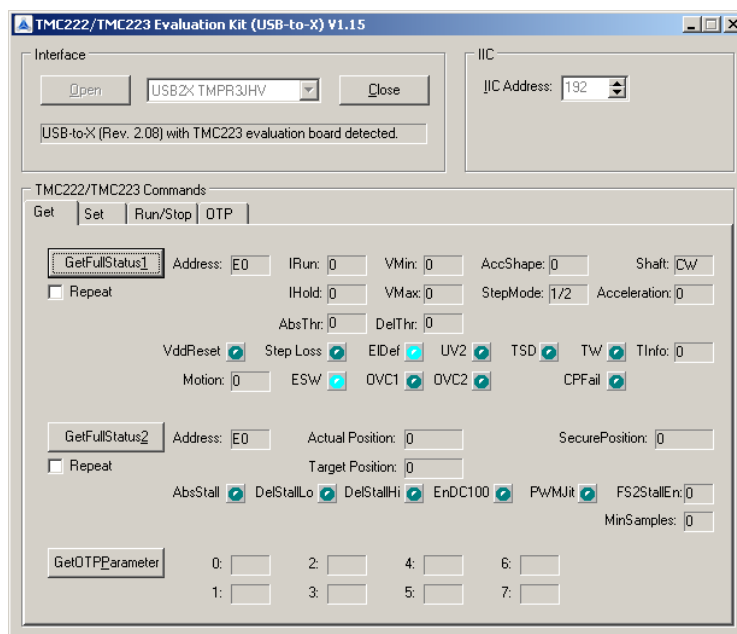 TMC222/TMC223 Evaluation Kit (USB-to-X) V1.15
Interface
Open USB2X TMPR3JHV Close
USB-to-X (Rev. 2.08) with TMC223 evaluation board detected.
IIC
IIC Address: 192
TMC222/TMC223 Commands
Get Set Run/Stop OTP
GetFullStatus1 Address: E0 IRun: 0 VMin: 0 AccShape: 0 Shaft: CW
Repeat IHold: 0 VMax: 0 StepMode: 1/2 Acceleration: 0
AbsThr: 0 DelThr: 0
VddReset Step Loss ElDef UV2 TSD TW TInfo: 0
Motion: 0 ESW OVC1 OVC2 CPFail
GetFullStatus2 Address: E0 Actual Position: 0 SecurePosition: 0
Repeat Target Position: 0
AbsStall DelStallLo DelStallHi EnDC100 PWMJit FS2StallEn: 0
MinSamples: 0
GetOTPParameter 0: 2: 4: 6:
1: 3: 5: 7: